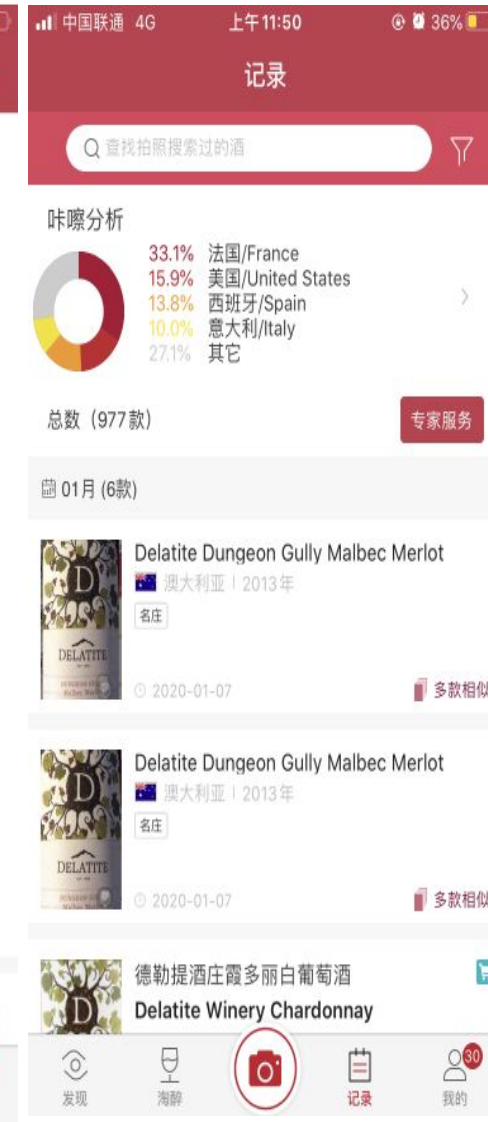 中国联通 4G 上午11:50 36%
记录
查找拍照搜索过的酒
咔嚓分析
33.1% 法国/France
15.9% 美国/United States
13.8% 西班牙/Spain
10.0% 意大利/Italy
27.1% 其它
总数（977款） 专家服务
01月 (6款)
Delatite Dungeon Gully Malbec Merlot
澳大利亚 | 2013年
名庄
D
DELATITE
2020-01-07 多款相似
Delatite Dungeon Gully Malbec Merlot
澳大利亚 | 2013年
名庄
D
DELATITE
2020-01-07 多款相似
德勒提酒庄霞多丽白葡萄酒
Delatite Winery Chardonnay
D
30
发现 淘醉 记录 我的